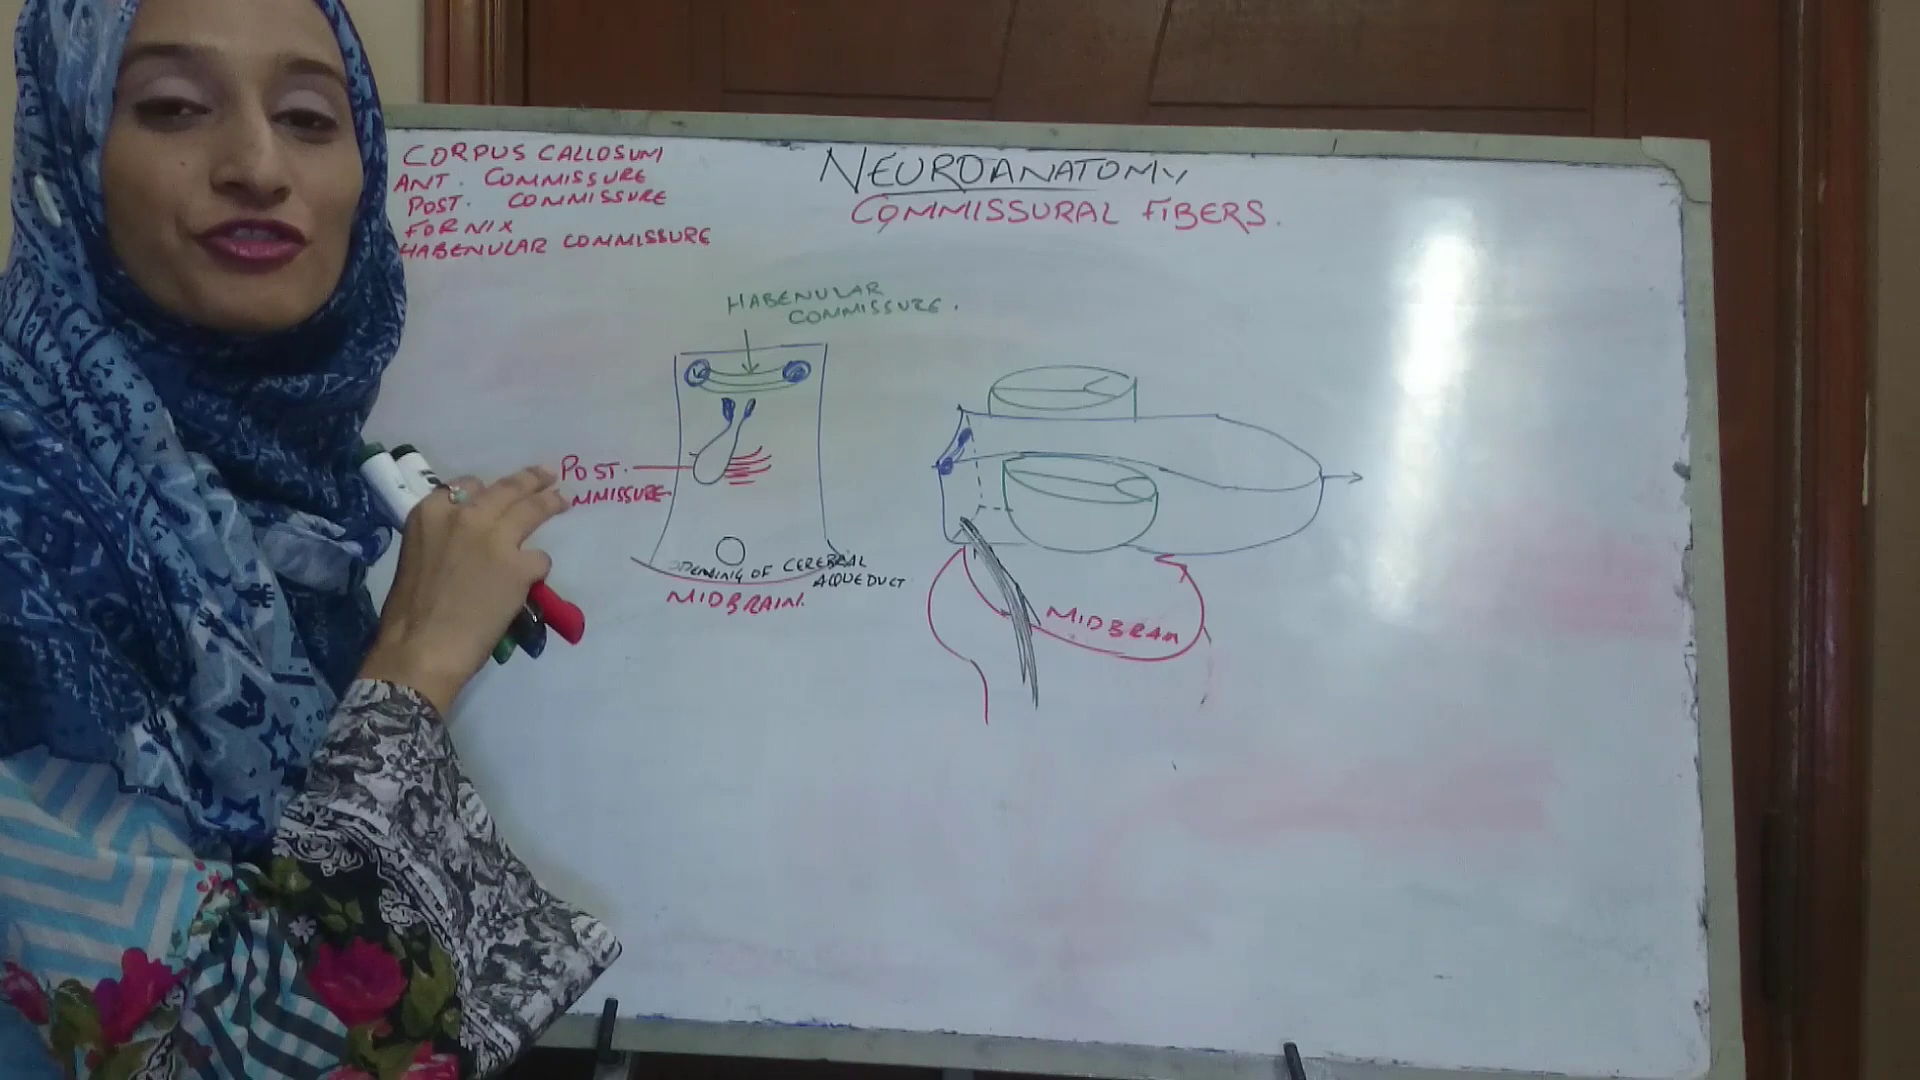 NEUROANATOMY
COMMISSURAL FIBERS.
CORPUS CALLOSUM
ANT. COMMISSURE
POST. COMMISSURE
FORNIX
HABENULAR COMMISSURE
HABENULAR
COMMISSURE.
POST.
MMISSURE
OPENING OF CEREBRAL
AQUEDUCT
MIDBRAIN.
MIDBRAIN